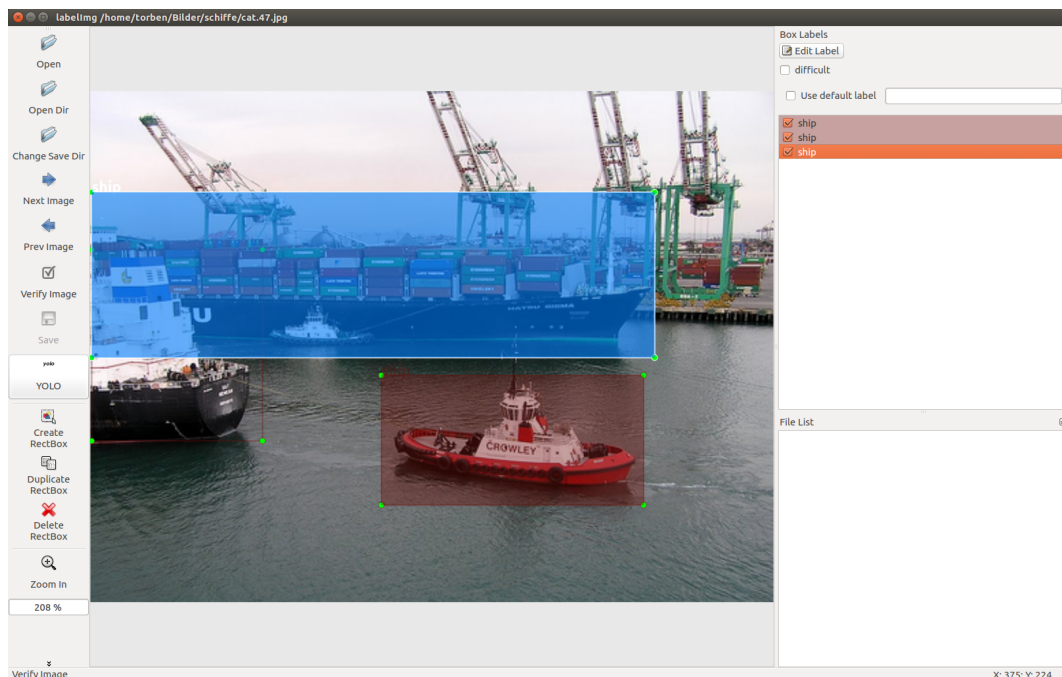 labelImg /home/torben/Bilder/schiffe/cat.47.jpg
Open
Open Dir
Change Save Dir
Next Image
Prev Image
Verify Image
Save
yolo
YOLO
Create
RectBox
Duplicate
RectBox
Delete
RectBox
Zoom In
208 %
ship
HATSU SIGMA
U
CROWLEY
Box Labels
Edit Label
difficult
Use default label
ship
ship
ship
File List
Verify Image
X: 375; Y: 224